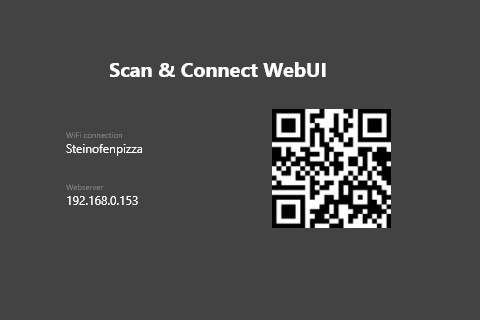 Scan & Connect WebUI
WiFi connection
Steinofenpizza
Webserver
192.168.0.153